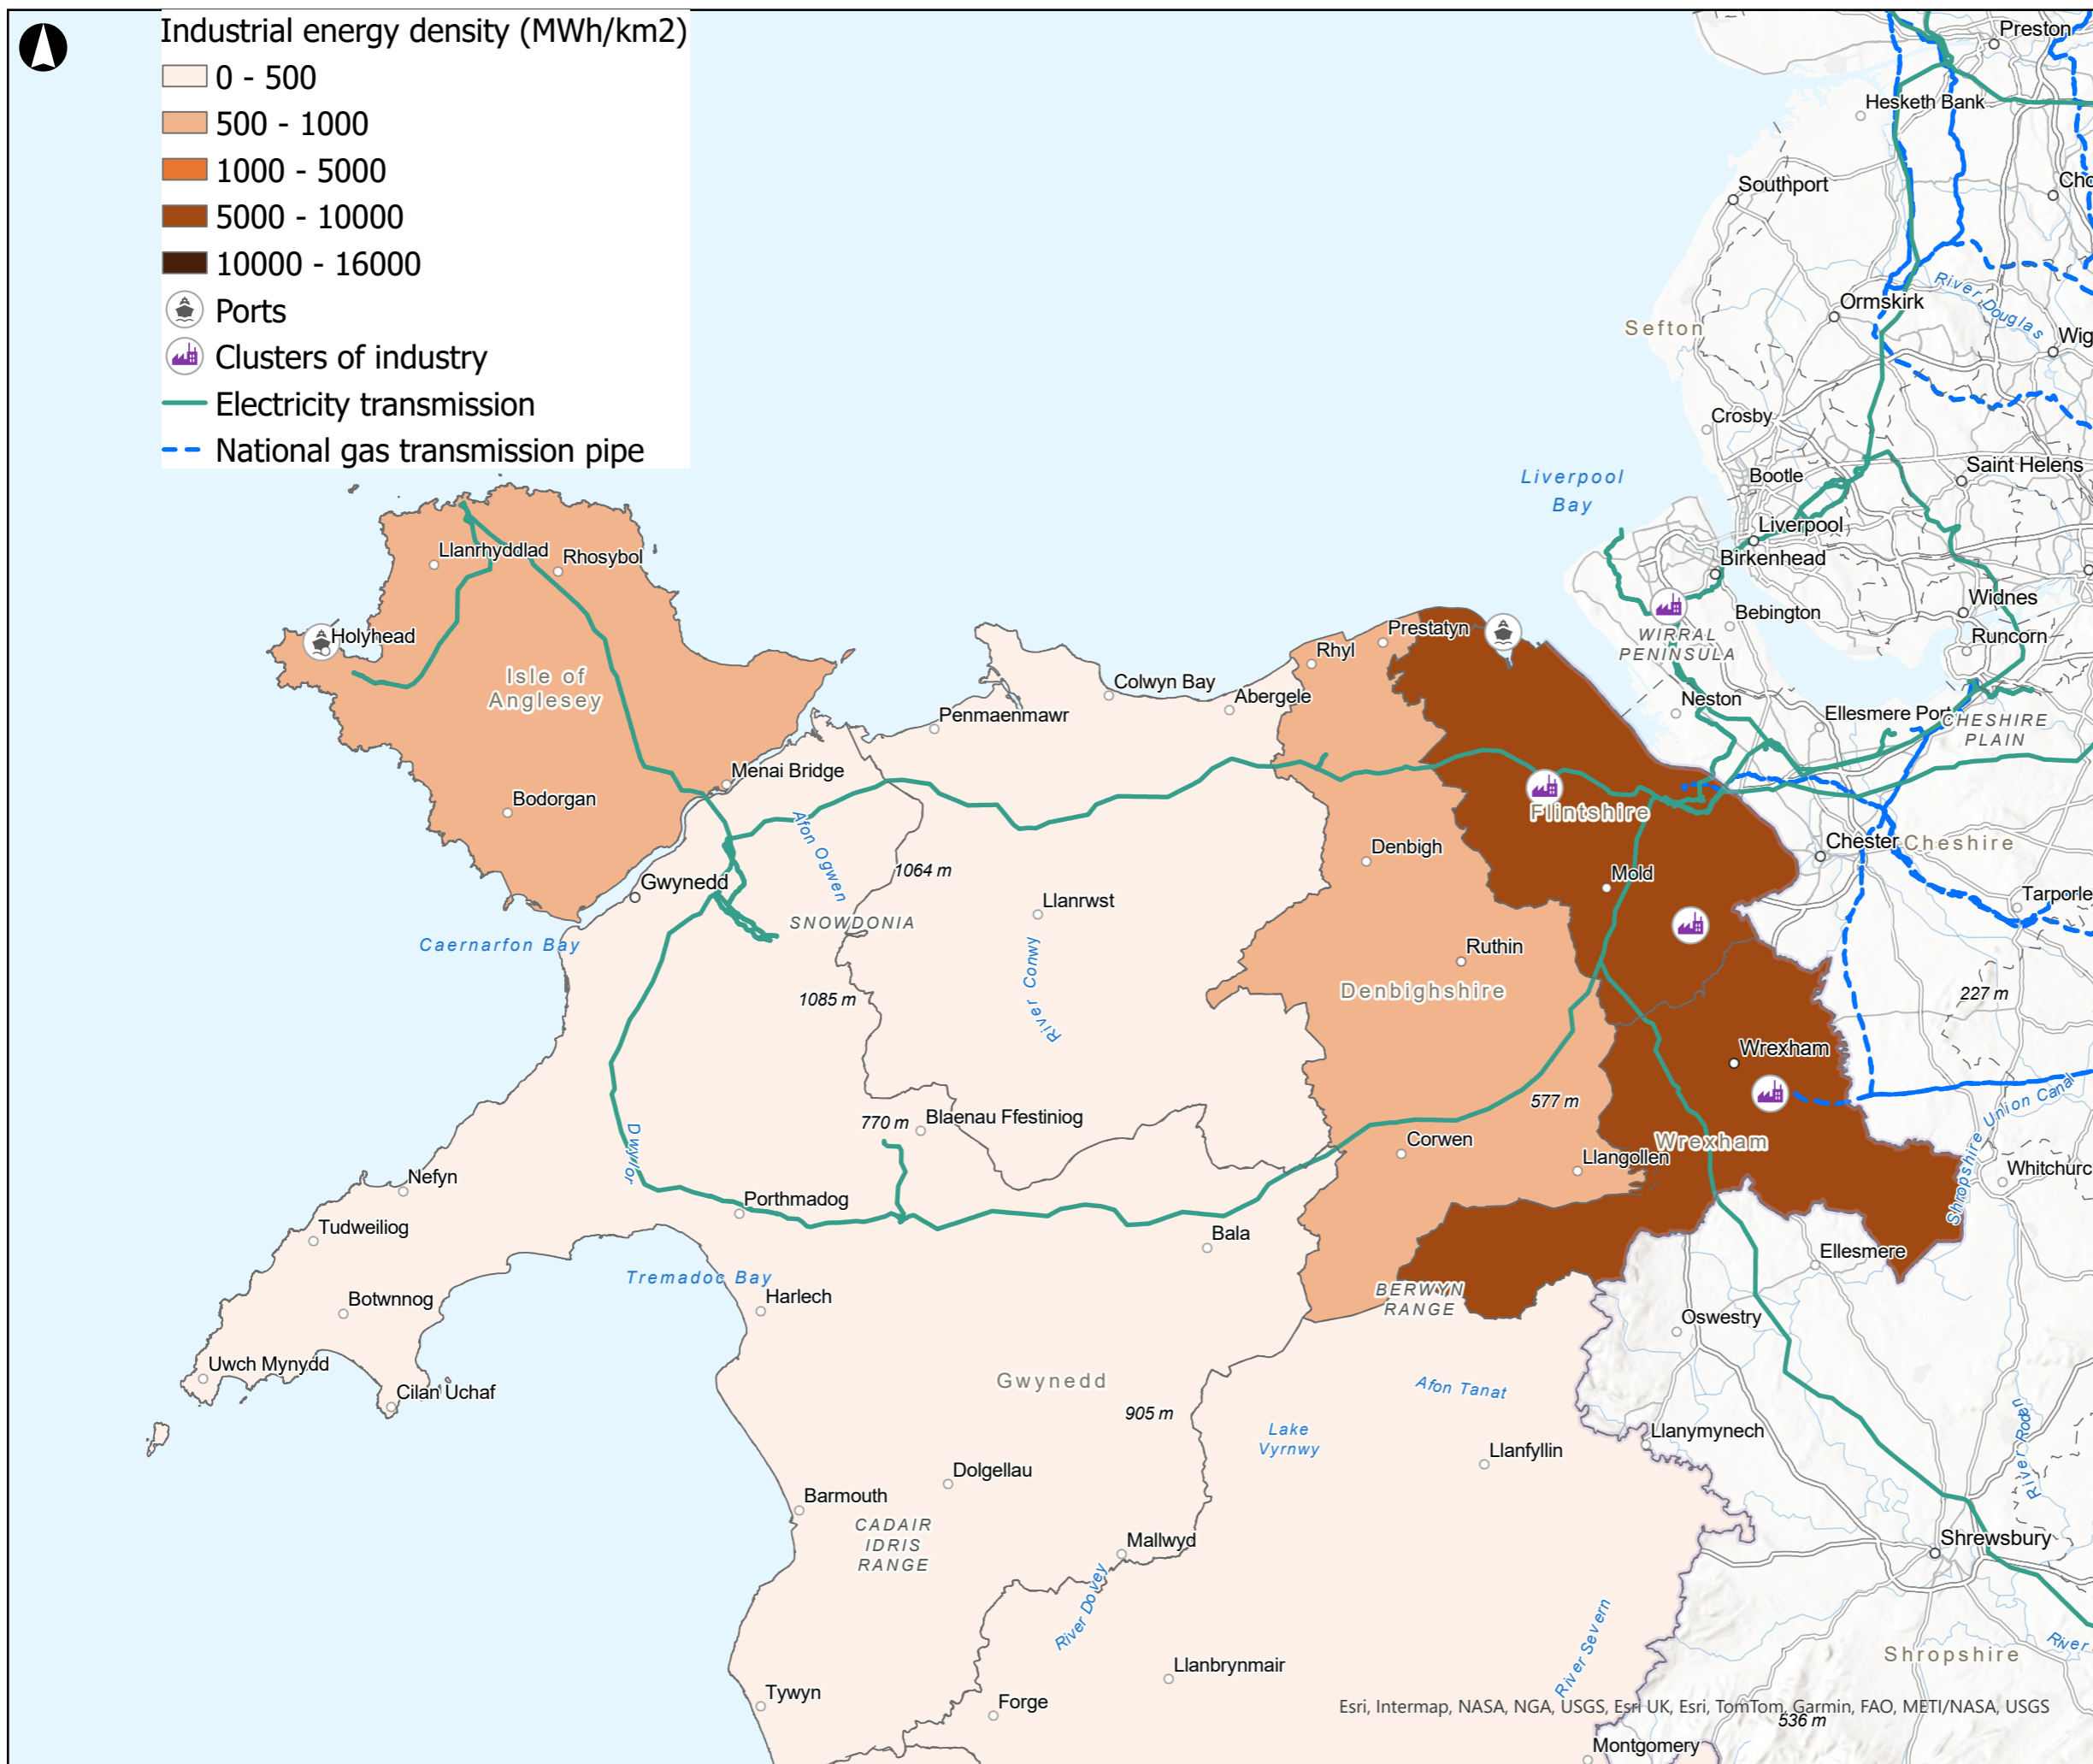 Industrial energy density (MWh/km2)
0 - 500
500 - 1000
1000 - 5000
5000 - 10000
10000 - 16000
Ports
Clusters of industry
Electricity transmission
National gas transmission pipe
Preston
Hesketh Bank
Southport
Cho
River Douglas
Ormskirk
Sefton
Wig
Crosby
Saint Helens
Bootle
Liverpool
Bay
Liverpool
Birkenhead
Widnes
Bebington
Runcorn
WIRRAL
PENINSULA
Neston
Ellesmere Port
CHESHIRE
PLAIN
Llanrhyddlad
Rhosybol
Holyhead
Isle of
Anglesey
Bodorgan
Menai Bridge
Prestatyn
Rhyl
Colwyn Bay
Abergele
Penmaenmawr
Flintshire
Afon Ogwen
Denbigh
Mold
Chester
Cheshire
1064 m
Gwynedd
SNOWDONIA
Llanrwst
Tarporle
Caernarfon Bay
River Conwy
Ruthin
Denbighshire
1085 m
227 m
Wrexham
577 m
770 m
Blaenau Ffestiniog
Shropshire Union Canal
Dwyfor
Corwen
Wrexham
Llangollen
Whitchurc
Nefyn
Porthmadog
Tudweiliog
Bala
Ellesmere
Tremadoc Bay
BERWYN
RANGE
Harlech
Botwnnog
Oswestry
Uwch Mynydd
Cilan Uchaf
Gwynedd
Afon Tanat
905 m
Lake
Vyrnwy
Llanymynech
River Roden
Llanfyllin
Dolgellau
Barmouth
CADAIR
IDRIS
RANGE
Mallwyd
Shrewsbury
River Dovey
River Severn
River
Shropshire
Llanbrynmair
Tywyn
Forge
Esri, Intermap, NASA, NGA, USGS, Esri UK, Esri, TomTom, Garmin, FAO, METI/NASA, USGS
536 m
Montgomery